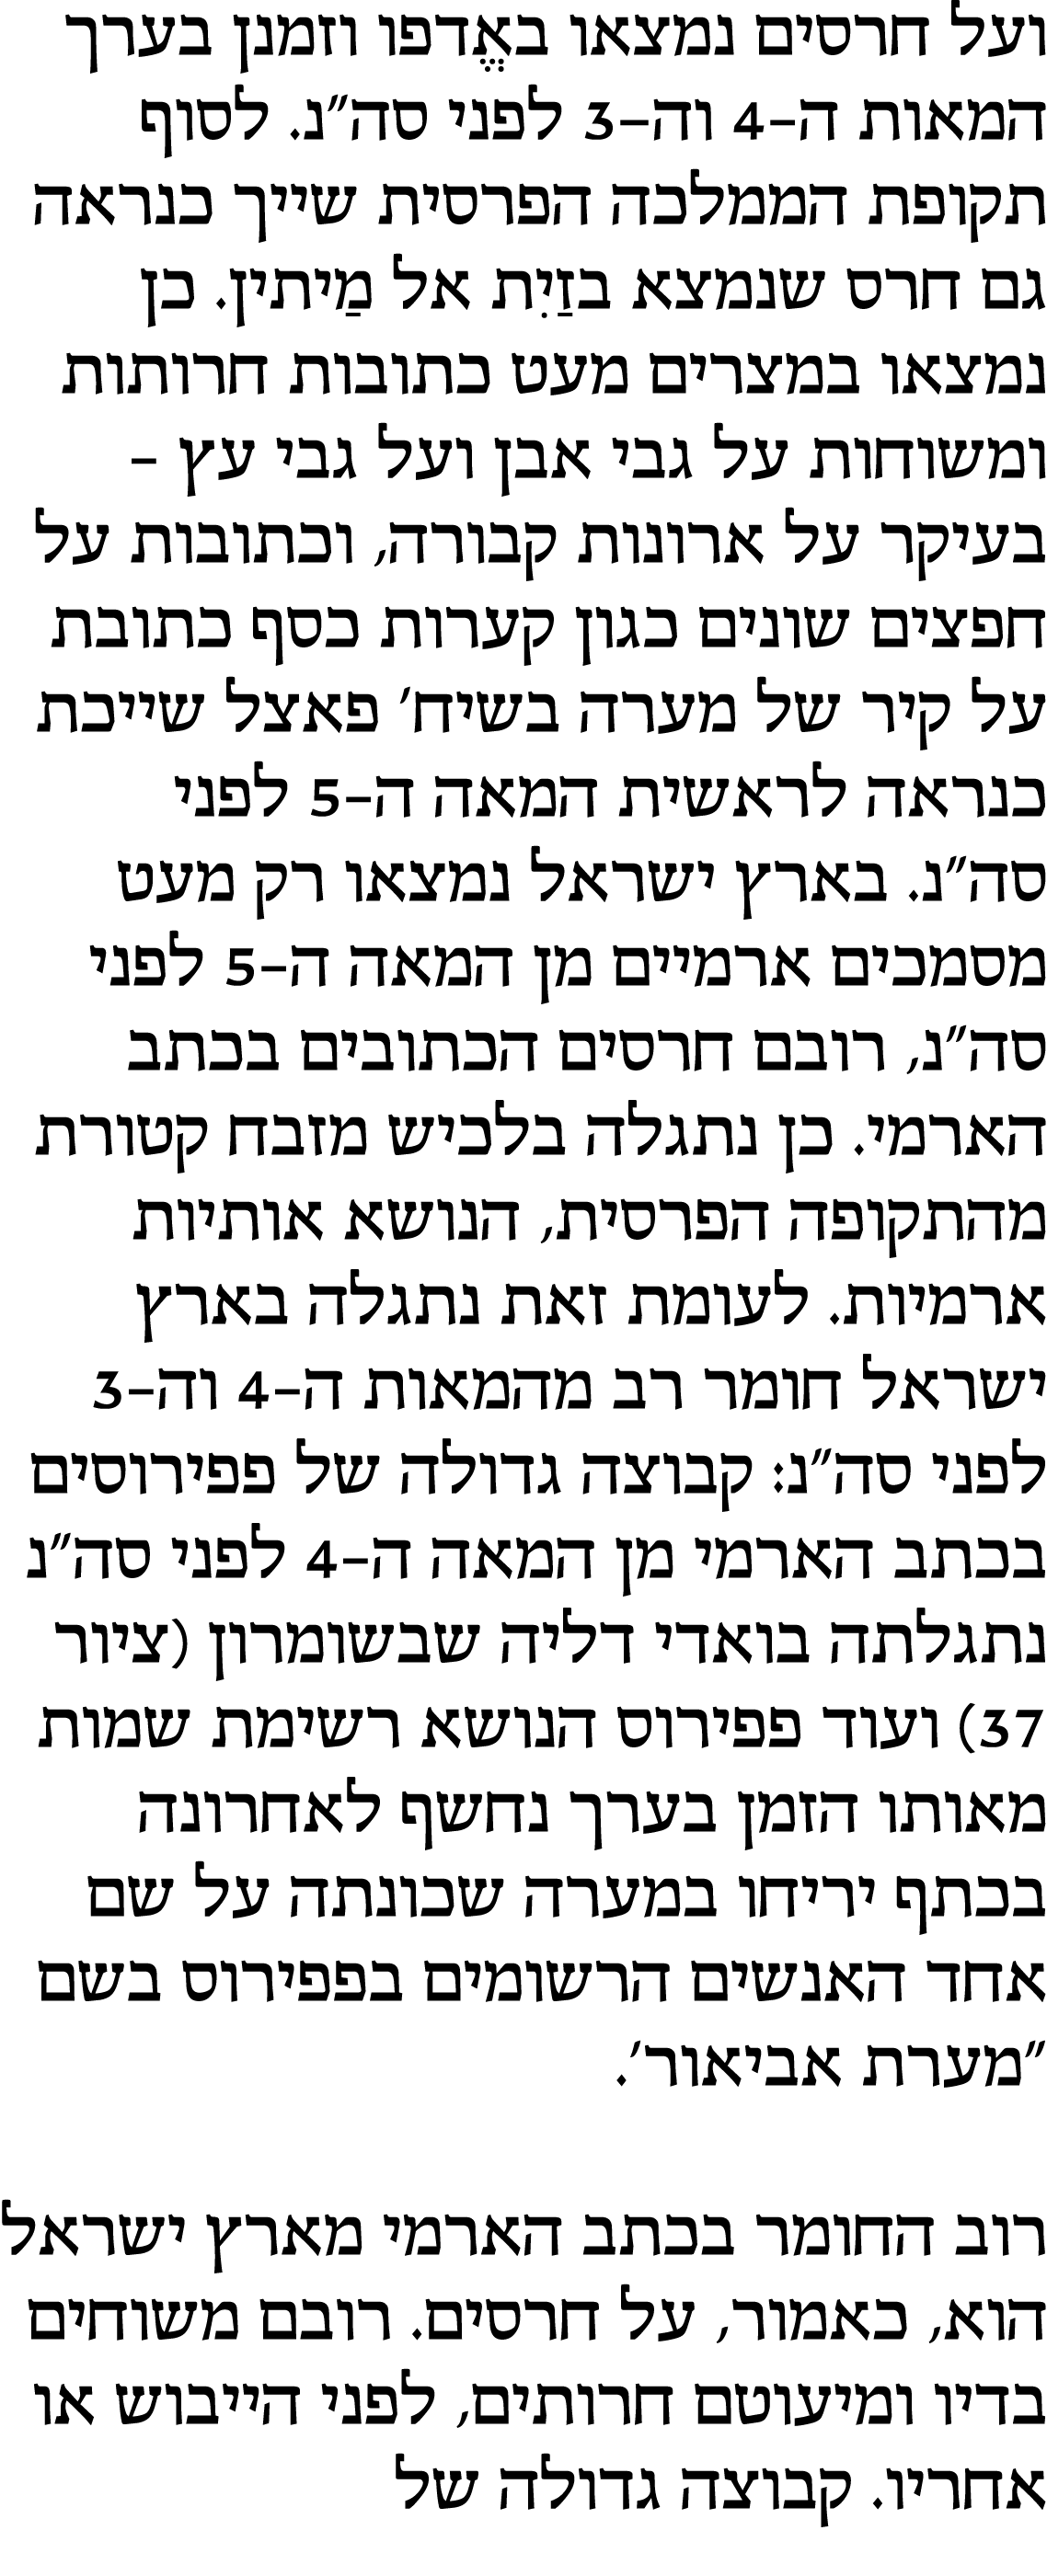 ועל חרסים נמצאו באֱדפו וזמנן בערך
המאות ה-4 וה-3 לפני סה"נ. לסוף
תקופת הממלכה הפרסית שייך כנראה
גם חרס שנמצא בזַיִת אל מַיתין. כן
נמצאו במצרים מעט כתובות חרותות
ומשוחות על גבי אבן ועל גבי עץ –
בעיקר על ארונות קבורה, וכתובות על
חפצים שונים כגון קערות כסף כתובת
על קיר של מערה בשיח' פאצל שייכת
כנראה לראשית המאה ה-5 לפני
סה"נ. בארץ ישראל נמצאו רק מעט
מסמכים ארמיים מן המאה ה-5 לפני
סה"נ, רובם חרסים הכתובים בכתב
הארמי. כן נתגלה בלכיש מזבח קטורת
מהתקופה הפרסית, הנושא אותיות
ארמיות. לעומת זאת נתגלה בארץ
ישראל חומר רב מהמאות ה-4 וה-3
לפני סה"נ: קבוצה גדולה של פפירוסים
בכתב הארמי מן המאה ה-4 לפני סה"נ
נתגלתה בואדי דליה שבשומרון (ציור
37) ועוד פפירוס הנושא רשימת שמות
מאותו הזמן בערך נחשף לאחרונה
בכתף יריחו במערה שכונתה על שם
אחד האנשים הרשומים בפפירוס בשם
"מערת אביאור'.
רוב החומר בכתב הארמי מארץ ישראל
הוא, כאמור, על חרסים. רובם משוחים
בדיו ומיעוטם חרותים, לפני הייבוש או
אחריו. קבוצה גדולה של